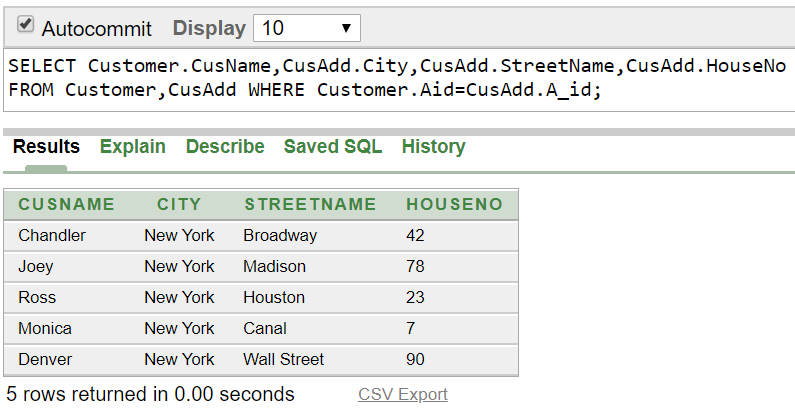 Autocommit Display 10
SELECT Customer.CusName,CusAdd.City,CusAdd.StreetName,CusAdd.HouseNo
FROM Customer,CusAdd WHERE Customer.Aid=CusAdd.A_id;
Results Explain Describe Saved SQL History
CUSNAME CITY STREETNAME HOUSENO
Chandler New York Broadway 42
Joey New York Madison 78
Ross New York Houston 23
Monica New York Canal 7
Denver New York Wall Street 90
5 rows returned in 0.00 seconds CSV Export